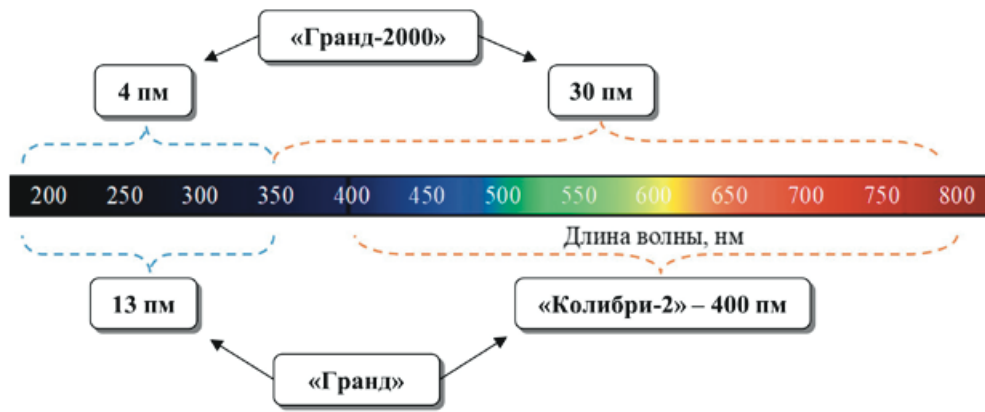 «Гранд-2000»
4 пм
30 пм
200 250 300 350 400 450 500 550 600 650 700 750 800
Длина волны, нм
13 пм
«Колибри-2» – 400 пм
«Гранд»